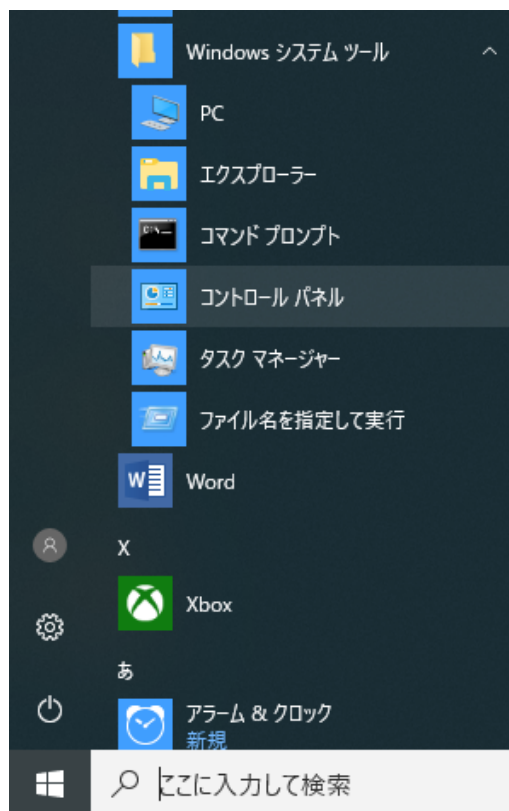 Windows システム ツール
PC
エクスプローラー
コマンド プロンプト
コントロール パネル
タスク マネージャー
ファイル名を指定して実行
Word
X
Xbox
あ
アラーム & クロック
新規
ここに入力して検索